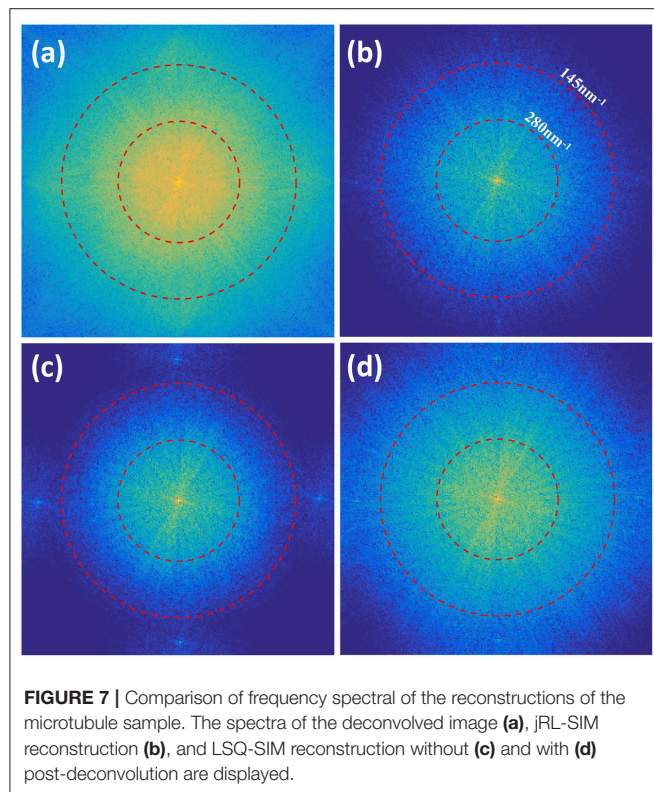 (a)
(b)
145nm-1
280nm-1
(c)
(d)
FIGURE 7 | Comparison of frequency spectral of the reconstructions of the
microtubule sample. The spectra of the deconvolved image (a), jRL-SIM
reconstruction (b), and LSQ-SIM reconstruction without (c) and with (d)
post-deconvolution are displayed.